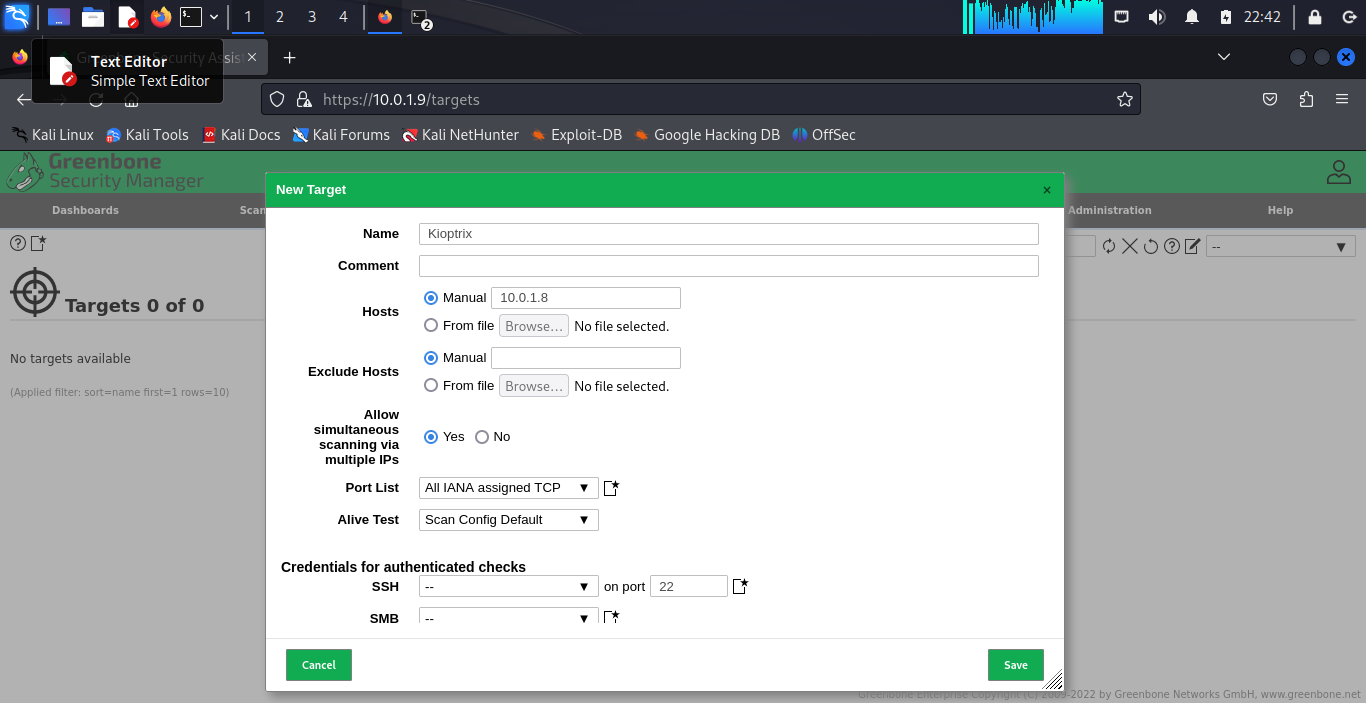 1 2 3 4 2 22:42
Greenbone Security Assis
Text Editor
Simple Text Editor
https://10.0.1.9/targets
Kali Linux Kali Tools Kali Docs Kali Forums Kali NetHunter Exploit-DB Google Hacking DB OffSec
Greenbone
Security Manager
Dashboards Scan Administration Help
--
Targets 0 of 0
No targets available
(Applied filter: sort=name first=1 rows=10)
New Target ×
Name Kioptrix
Comment
Hosts
Manual 10.0.1.8
From file Browse... No file selected.
Exclude Hosts
Manual
From file Browse... No file selected.
Allow
simultaneous
scanning via
multiple IPs
Yes No
Port List All IANA assigned TCP
Alive Test Scan Config Default
Credentials for authenticated checks
SSH -- on port 22
SMB --
Cancel Save
Greenbone Enterprise Copyright (C) 2009-2022 by Greenbone Networks GmbH, www.greenbone.net